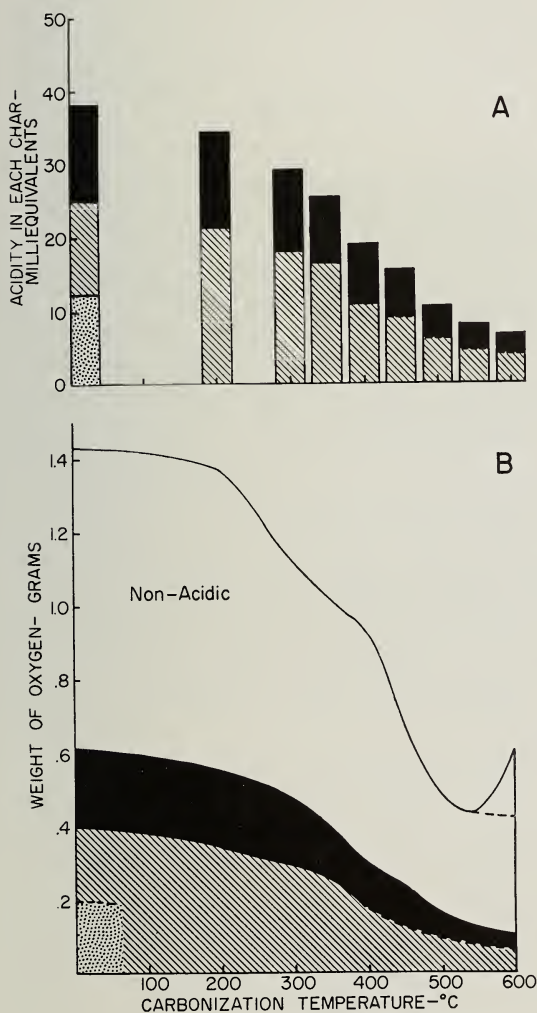 50
40
30
20
10
0
ACIDITY IN EACH CHAR-
MILLIEQUIVALENTS
A
1.4
1.2
1.0
.8
.6
.4
.2
WEIGHT OF OXYGEN- GRAMS
B
Non-Acidic
100
200
300
400
500
600
CARBONIZATION TEMPERATURE-°C